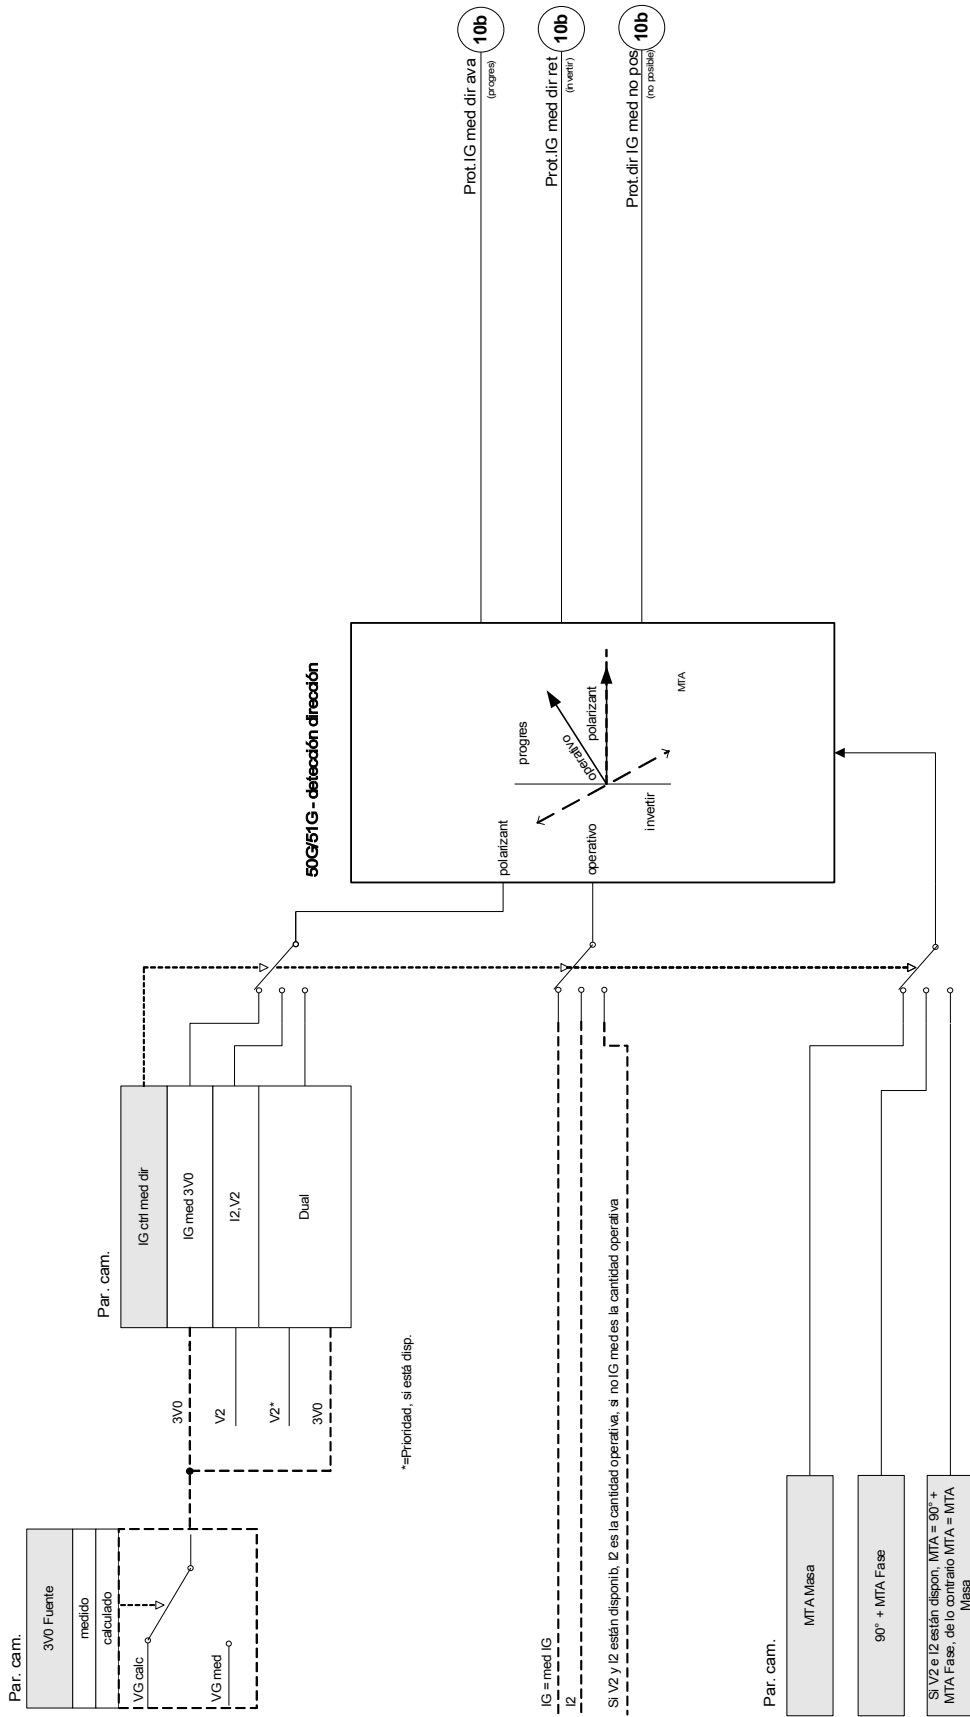 Par. cam.
3V0 Fuente
medido
calculado
VG calc
VG med
3V0
V2
V2*
3V0
*=Prioridad, si está disp.
Par. cam.
IG ctrl med dir
IG med 3V0
I2,V2
Dual
IG = med IG
I2
Si V2 y I2 están disponib, I2 es la cantidad operativa, si no IG med es la cantidad operativa
Par. cam.
MTA Masa
90° + MTA Fase
Si V2 e I2 están dispon, MTA = 90° +
MTA Fase, de lo contrario MTA = MTA
Masa
50G/51G - detección dirección
polarizant
operativo
progres
operativo
polarizant
invertir
MTA
Prot.IG med dir ava
(progres)
10b
Prot.IG med dir ret
(invertir)
10b
Prot.dir IG med no pos
(no posible)
10b